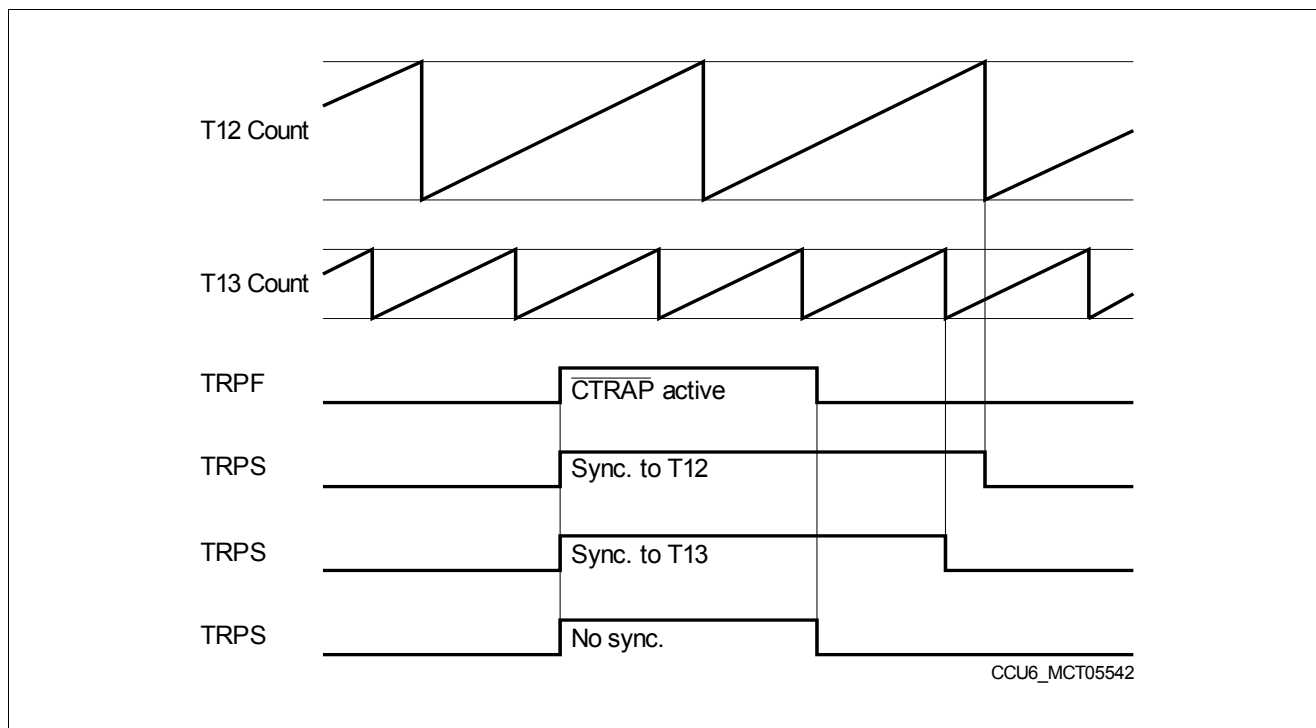 T12 Count
T13 Count
TRPF
CTRAP active
TRPS
Sync. to T12
TRPS
Sync. to T13
TRPS
No sync.
CCU6_MCT05542